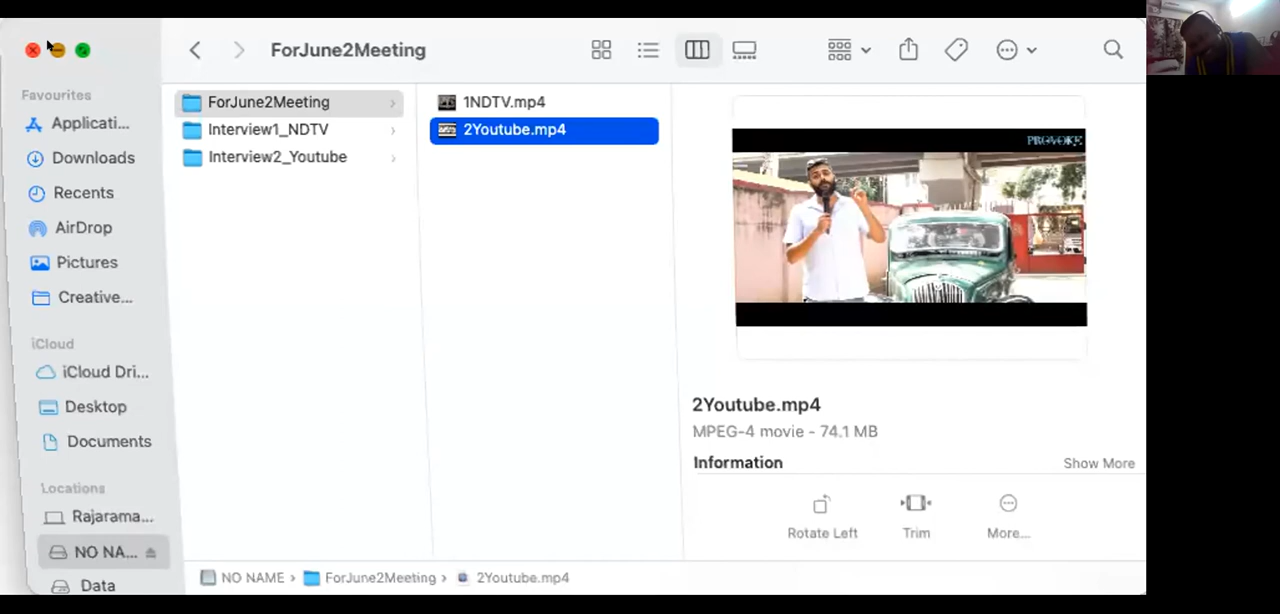 ForJune2Meeting
Favourites
Applicati...
Downloads
Recents
AirDrop
Pictures
Creative...
iCloud
iCloud Dri...
Desktop
Documents
Locations
Rajarama...
NO NA...
Data
ForJune2Meeting
Interview1_NDTV
Interview2_Youtube
1NDTV.mp4
2Youtube.mp4
PROVOKE
2Youtube.mp4
MPEG-4 movie - 74.1 MB
Information
Show More
Rotate Left
Trim
More...
NO NAME › ForJune2Meeting › 2Youtube.mp4